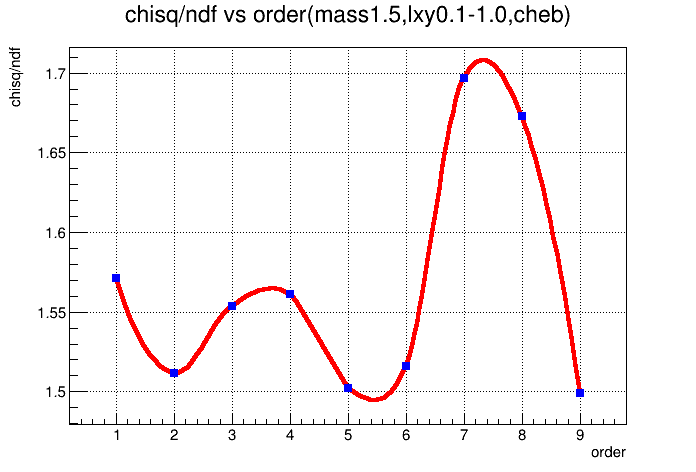 chisq/ndf vs order(mass1.5,lxy0.1-1.0,cheb)
chisq/ndf
1.7
1.65
1.6
1.55
1.5
1 2 3 4 5 6 7 8 9
order